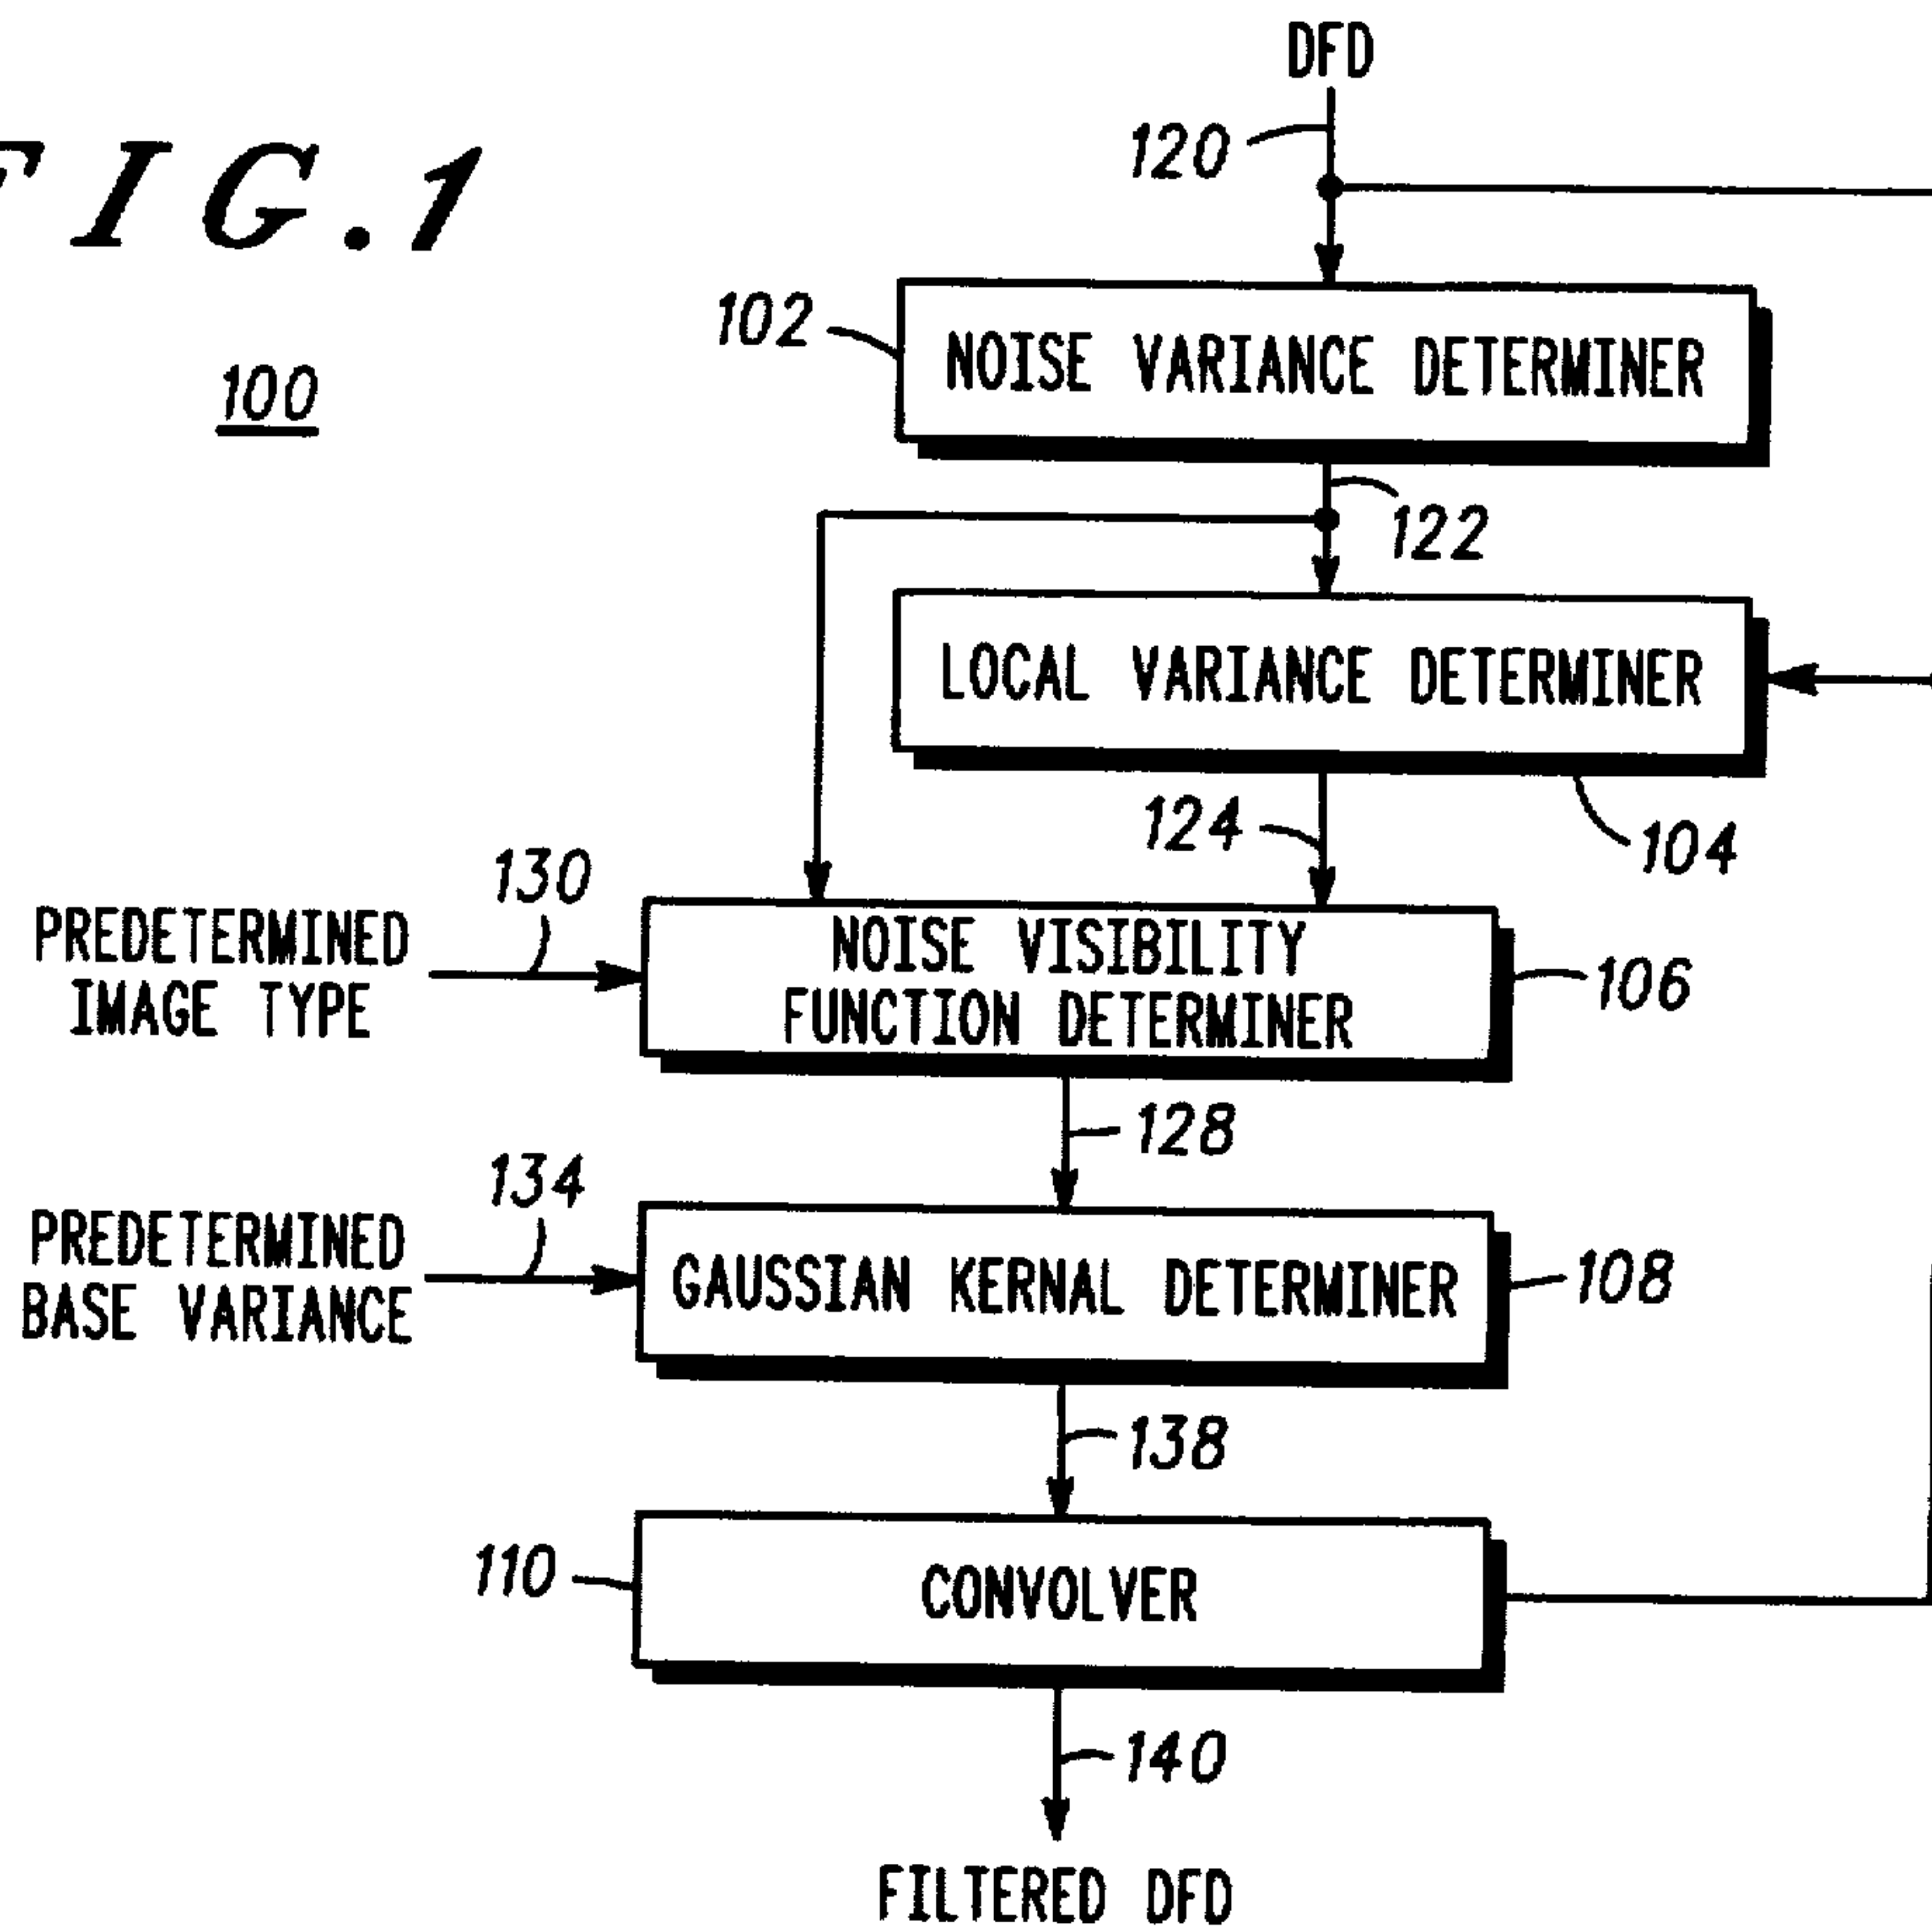 DFD
120
FIG.1
102
NOISE VARIANCE DETERMINER
100
122
LOCAL VARIANCE DETERMINER
124
104
130
PREDETERMINED
IMAGE TYPE
NOISE VISIBILITY
FUNCTION DETERMINER
106
128
134
PREDETERMINED
BASE VARIANCE
GAUSSIAN KERNAL DETERMINER
108
138
110
CONVOLVER
140
FILTERED DFD